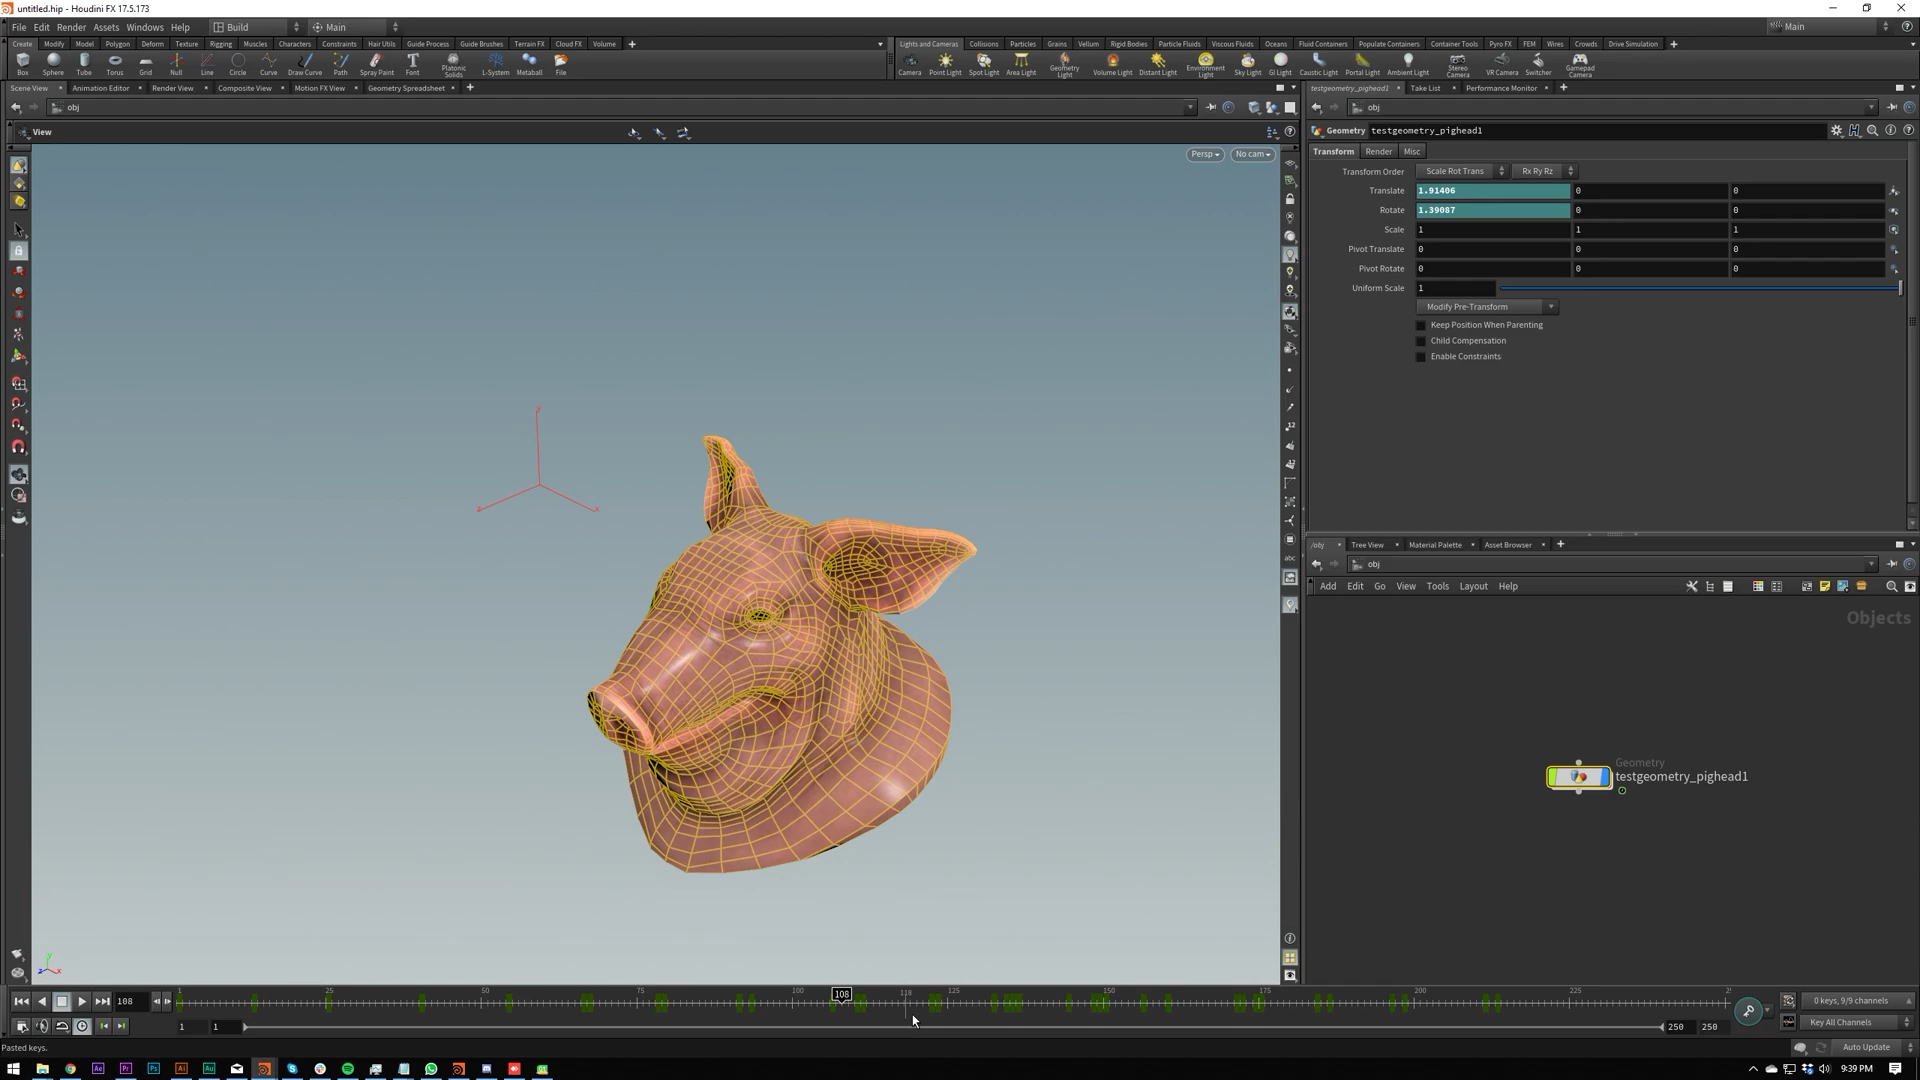 untitled.hip - Houdini FX 17.5.173
File Edit Render Assets Windows Help Build Main Main
Create Modify Model Polygon Deform Texture Rigging Muscles Characters Constraints Hair Utils Guide Process Guide Brushes Terrain FX Cloud FX Volume
Lights and Cameras Collisions Particles Grains Vellum Rigid Bodies Particle Fluids Viscous Fluids Oceans Fluid Containers Populate Containers Container Tools Pyro FX FEM Wires Crowds Drive Simulation
Box Sphere Tube Torus Grid Null Line Circle Curve Draw Curve Path Spray Paint Font Platonic Solids L-System Metaball File
Camera Point Light Spot Light Area Light Geometry Light Volume Light Distant Light Environment Light Sky Light GI Light Caustic Light Portal Light Ambient Light Stereo Camera VR Camera Switcher Gamepad Camera
Scene View Animation Editor Render View Composite View Motion FX View Geometry Spreadsheet
testgeometry_pighead1 Take List Performance Monitor
obj
obj
View
Geometry testgeometry_pighead1
Persp No cam
Transform Render Misc
Transform Order Scale Rot Trans Rx Ry Rz
Translate 1.91406 0 0
Rotate 1.39087 0 0
Scale 1 1 1
Pivot Translate 0 0 0
Pivot Rotate 0 0 0
Uniform Scale 1
Modify Pre-Transform
Keep Position When Parenting
Child Compensation
Enable Constraints
y
z x
12
abc
/obj Tree View Material Palette Asset Browser
obj
Add Edit Go View Tools Layout Help
Objects
Geometry
testgeometry_pighead1
y
z x
108 1 25 50 75 100 108 118 125 150 175 200 225 2
0 keys, 9/9 channels
1 1 250 250
Key All Channels
Pasted keys.
Auto Update
Ae Pr Ps Ai Au
9:39 PM